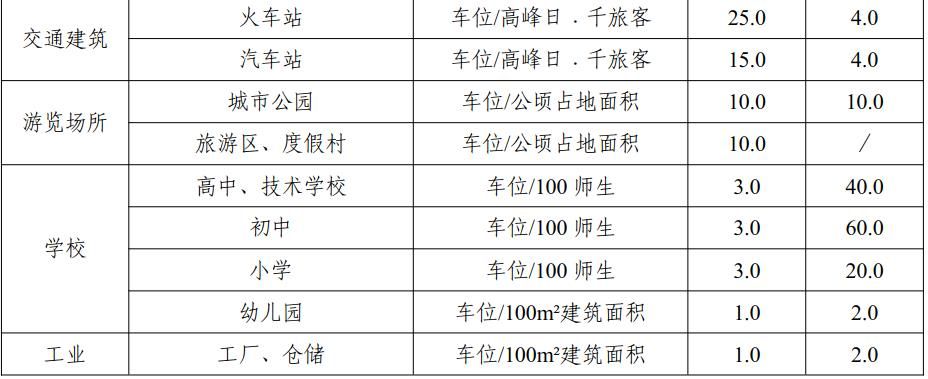 交通建筑 火车站 车位/高峰日．千旅客 25.0 4.0
汽车站 车位/高峰日．千旅客 15.0 4.0
游览场所 城市公园 车位/公顷占地面积 10.0 10.0
旅游区、度假村 车位/公顷占地面积 10.0 /
学校 高中、技术学校 车位/100 师生 3.0 40.0
初中 车位/100 师生 3.0 60.0
小学 车位/100 师生 3.0 20.0
幼儿园 车位/100m²建筑面积 1.0 2.0
工业 工厂、仓储 车位/100m²建筑面积 1.0 2.0